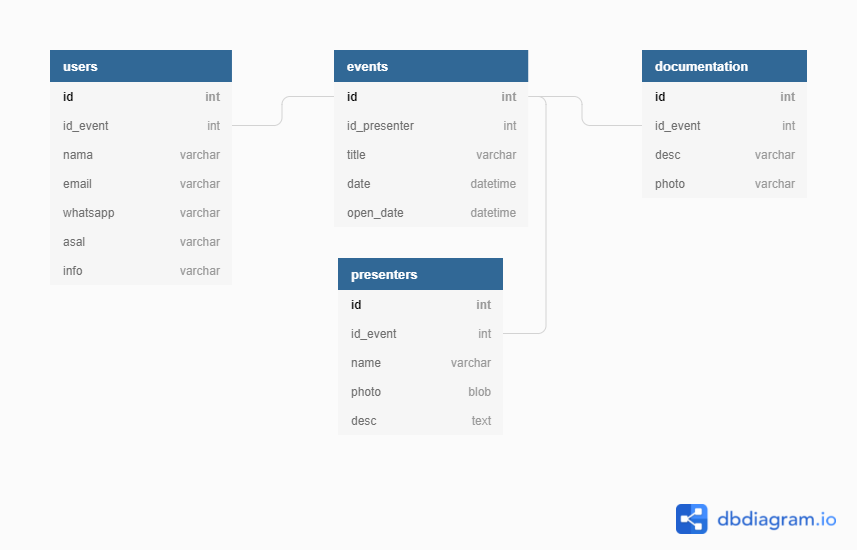 users
id int
id_event int
nama varchar
email varchar
whatsapp varchar
asal varchar
info varchar
events
id int
id_presenter int
title varchar
date datetime
open_date datetime
documentation
id int
id_event int
desc varchar
photo varchar
presenters
id int
id_event int
name varchar
photo blob
desc text
dbdiagram.io